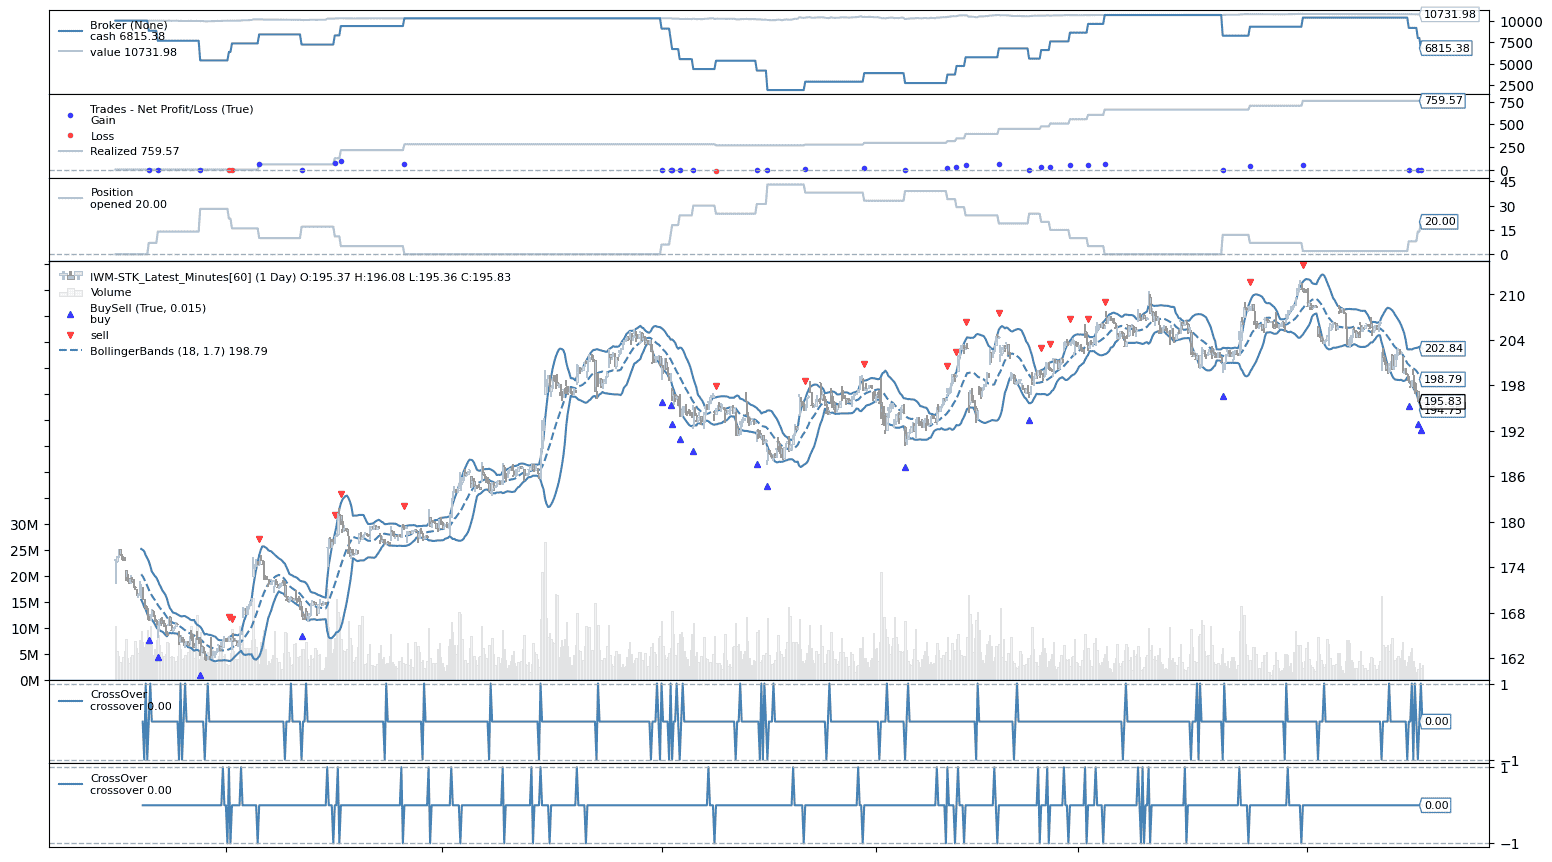 Broker (None)
cash 6815.38
value 10731.98
10731.98
6815.38
10000
7500
5000
2500
Trades - Net Profit/Loss (True)
Gain
Loss
Realized 759.57
759.57
750
500
250
0
Position
opened 20.00
20.00
45
30
15
0
IWM-STK_Latest_Minutes[60] (1 Day) O:195.37 H:196.08 L:195.36 C:195.83
Volume
BuySell (True, 0.015)
buy
sell
BollingerBands (18, 1.7) 198.79
30M
25M
20M
15M
10M
5M
0M
210
204
198
192
186
180
174
168
162
202.84
198.79
195.83
CrossOver
crossover 0.00
0.00
1
−1
CrossOver
crossover 0.00
0.00
1
−1